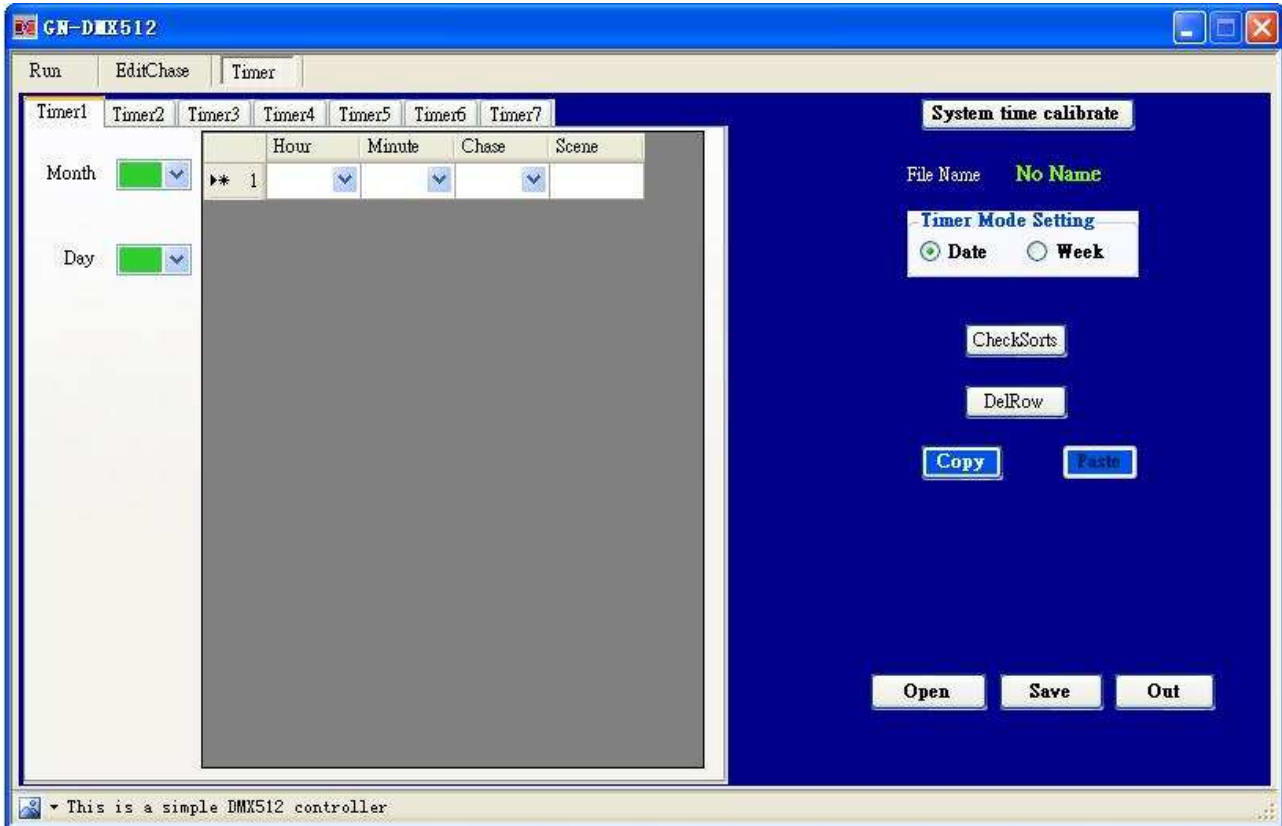 GN-DMX512
Run EditChase Timer
Timer1 Timer2 Timer3 Timer4 Timer5 Timer6 Timer7
System time calibrate
Hour Minute Chase Scene
Month
▶* 1
File Name No Name
Timer Mode Setting
Date Week
Day
CheckSorts
DelRow
Copy Paste
Open Save Out
This is a simple DMX512 controller